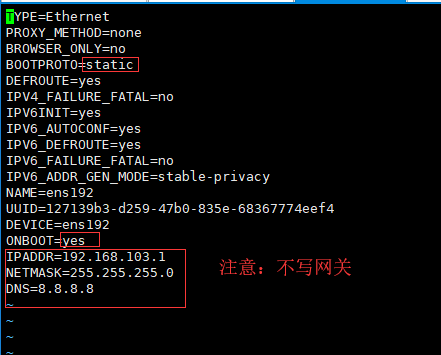 TYPE=Ethernet
PROXY_METHOD=none
BROWSER_ONLY=no
BOOTPROTO=static
DEFROUTE=yes
IPV4_FAILURE_FATAL=no
IPV6INIT=yes
IPV6_AUTOCONF=yes
IPV6_DEFROUTE=yes
IPV6_FAILURE_FATAL=no
IPV6_ADDR_GEN_MODE=stable-privacy
NAME=ens192
UUID=127139b3-d259-47b0-835e-68367774eef4
DEVICE=ens192
ONBOOT=yes
IPADDR=192.168.103.1
NETMASK=255.255.255.0
DNS=8.8.8.8
注意：不写网关
~
~
~
~